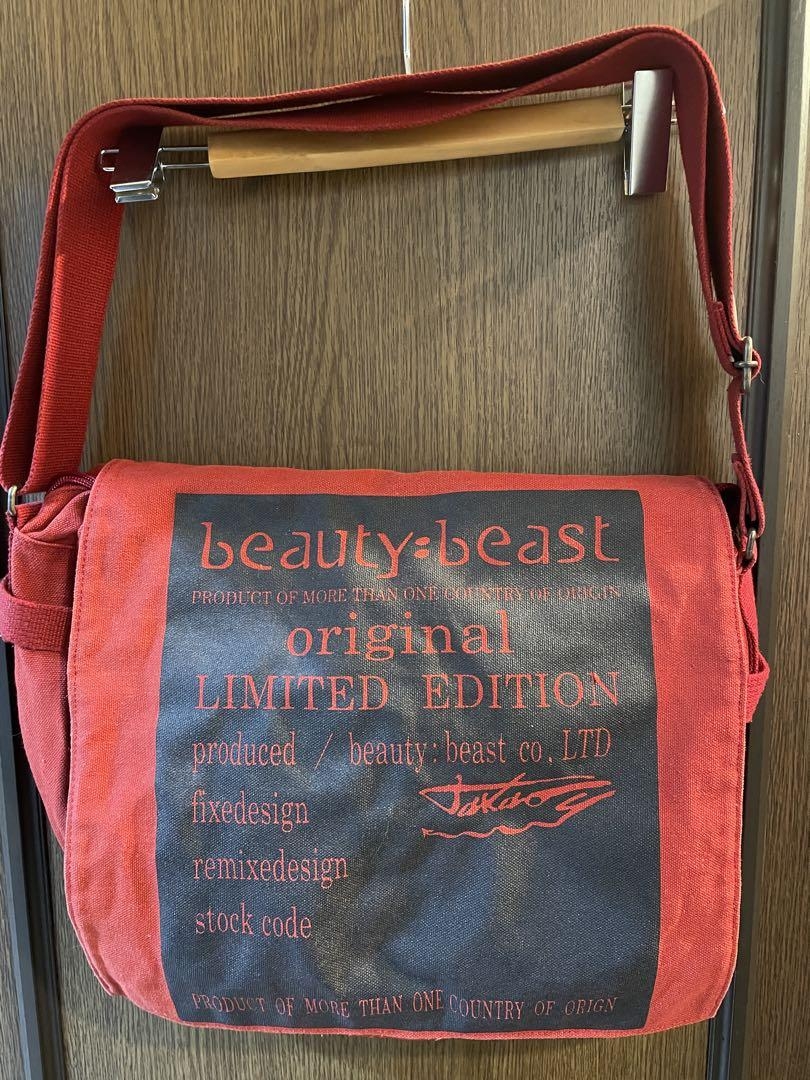 beauty:beast
PRODUCT OF MORE THAN ONE COUNTRY OF ORIGIN
original
LIMITED EDITION
produced / beauty:beast co.LTD
fixedesign
Takao y
remixedesign
stock code
PRODUCT OF MORE THAN ONE COUNTRY OF ORIGN